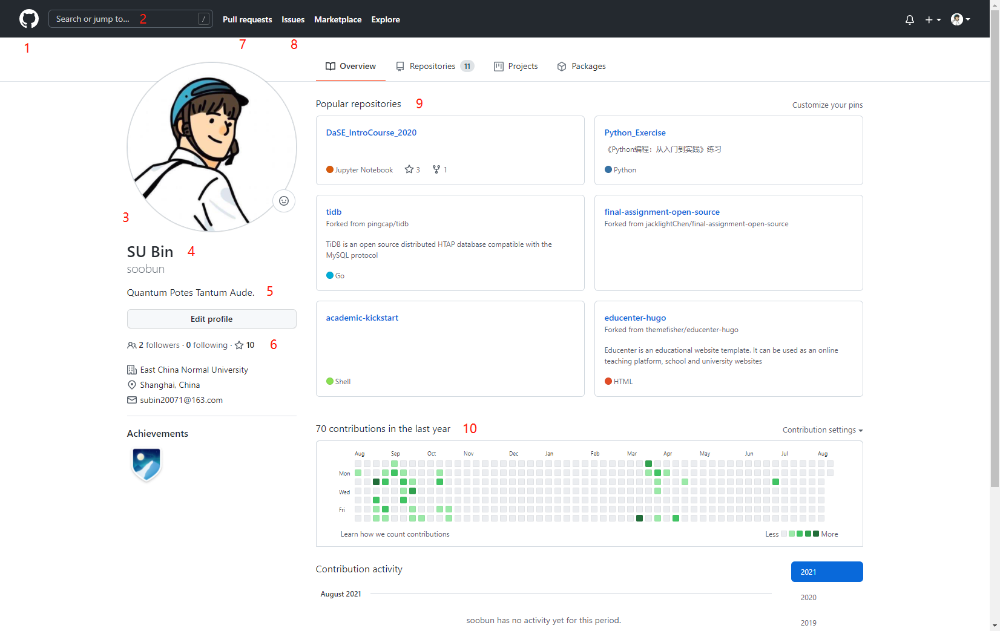 Search or jump to... 2 / Pull requests Issues Marketplace Explore
1 7 8
Overview Repositories 11 Projects Packages
3
SU Bin 4
soobun
Quantum Potes Tantum Aude. 5
Edit profile
2 followers · 0 following · 10 6
East China Normal University
Shanghai, China
subin20071@163.com
Achievements
Popular repositories 9 Customize your pins
DaSE_IntroCourse_2020
Jupyter Notebook 3 1
Python_Exercise
《Python编程：从入门到实践》练习
Python
tidb
Forked from pingcap/tidb
TiDB is an open source distributed HTAP database compatible with the
MySQL protocol
Go
final-assignment-open-source
Forked from jacklightChen/final-assignment-open-source
academic-kickstart
Shell
educenter-hugo
Forked from themefisher/educenter-hugo
Educenter is an educational website template. It can be used as an online
teaching platform, school and university websites
HTML
70 contributions in the last year 10 Contribution settings
Aug Sep Oct Nov Dec Jan Feb Mar Apr May Jun Jul Aug
Mon
Wed
Fri
Learn how we count contributions Less More
Contribution activity 2021
August 2021 2020
soobun has no activity yet for this period. 2019